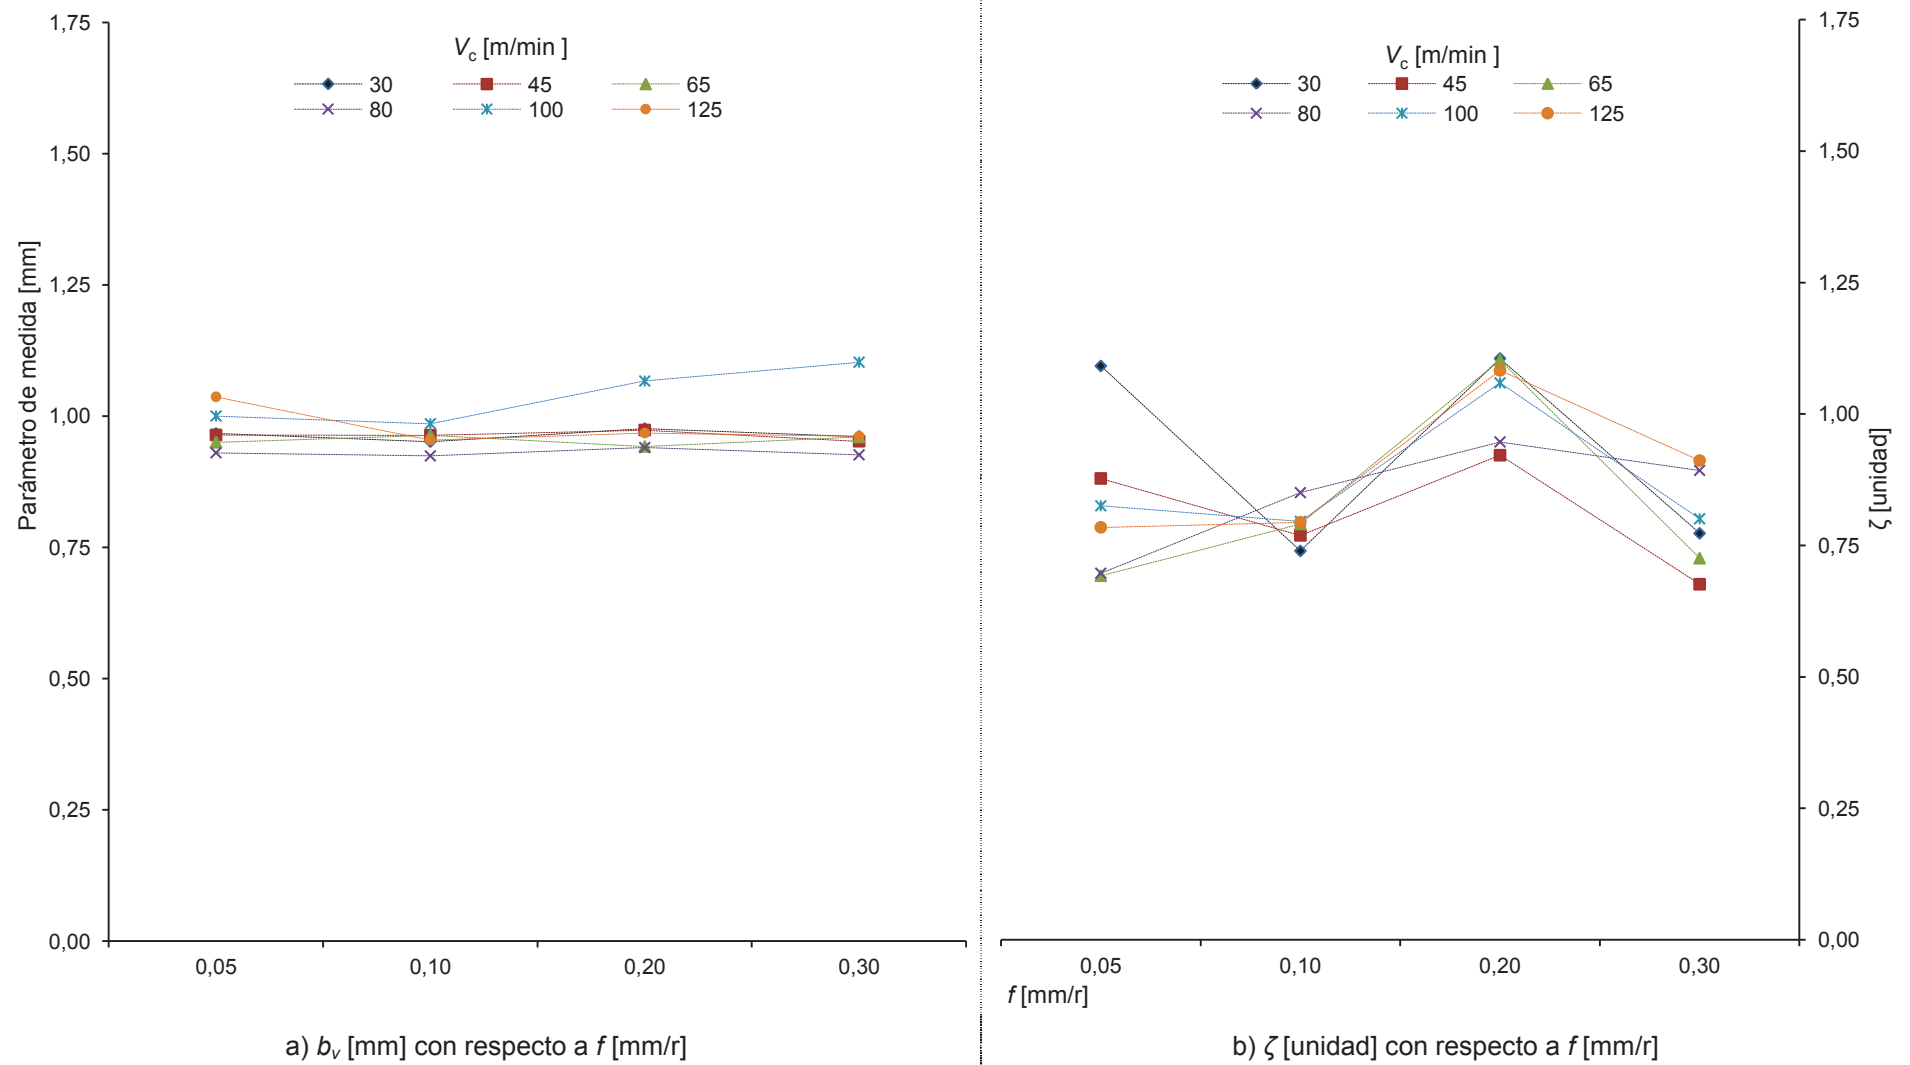 1,75
1,50
1,25
1,00
0,75
0,50
0,25
0,00
Parámetro de medida [mm]
Vc [m/min ]
30 45 65
80 100 125
0,05 0,10 0,20 0,30
a) bv [mm] con respecto a f [mm/r]
Vc [m/min ]
30 45 65
80 100 125
1,75
1,50
1,25
1,00
0,75
0,50
0,25
0,00
ζ [unidad]
0,05 0,10 0,20 0,30
f [mm/r]
b) ζ [unidad] con respecto a f [mm/r]